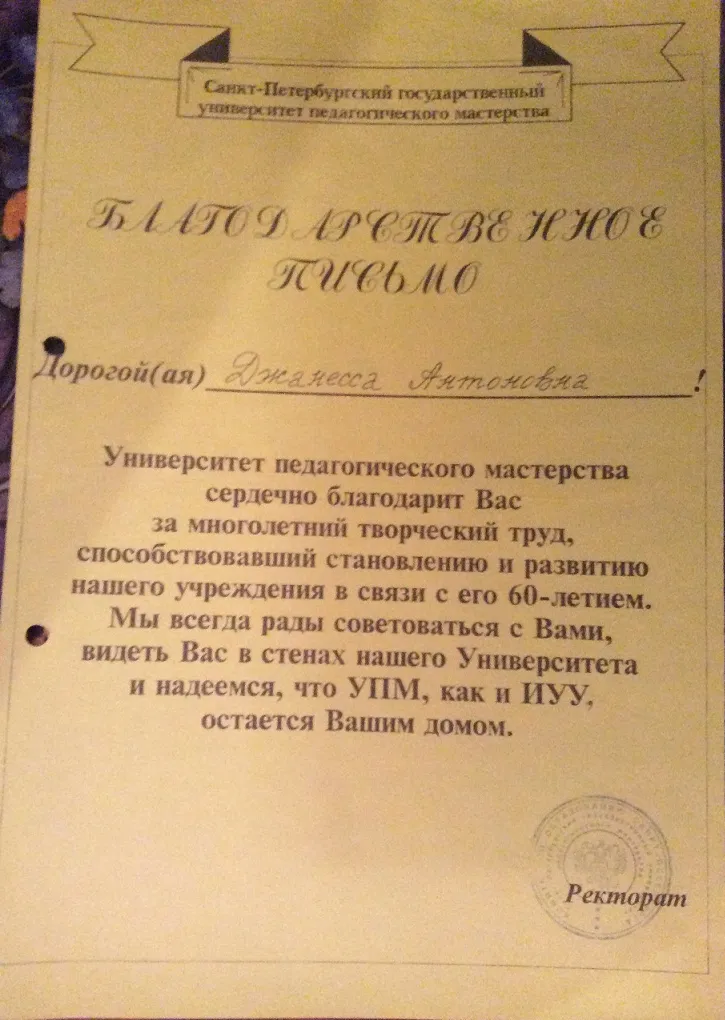 Санкт-Петербургский государственный
университет педагогического мастерства
БЛАГОДАРСТВЕННОЕ
ПИСЬМО
Дорогой(ая) Джанесса Антоновна !
Университет педагогического мастерства
сердечно благодарит Вас
за многолетний творческий труд,
способствовавший становлению и развитию
нашего учреждения в связи с его 60-летием.
Мы всегда рады советоваться с Вами,
видеть Вас в стенах нашего Университета
и надеемся, что УПМ, как и ИУУ,
остается Вашим домом.
Ректорат